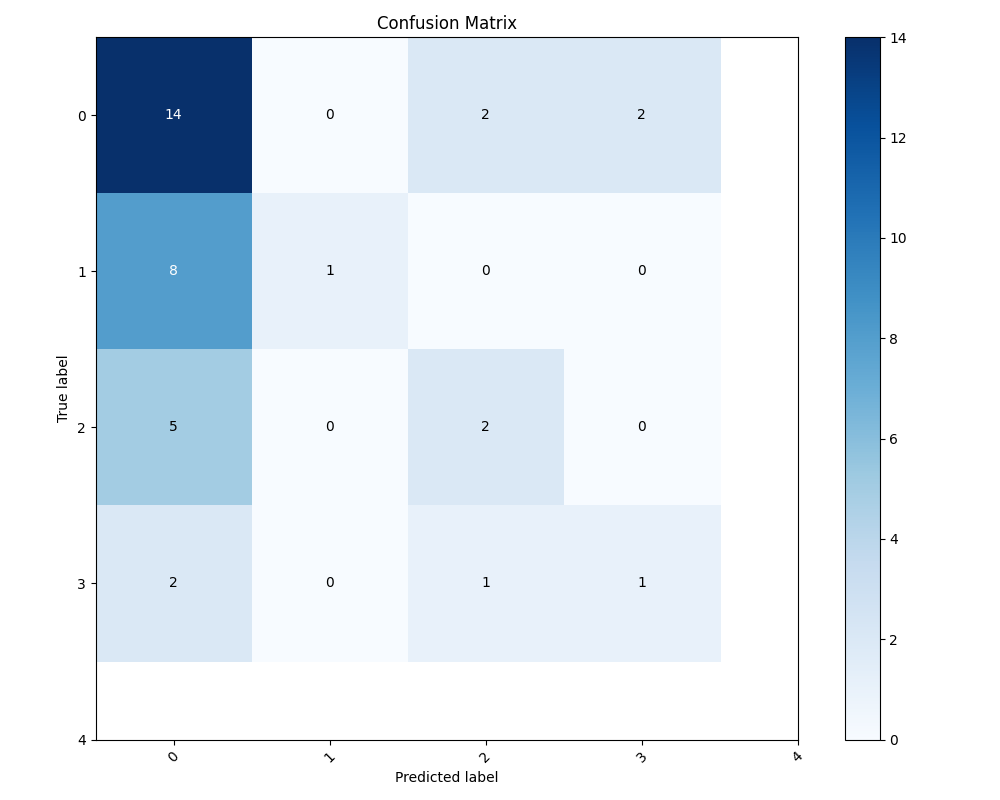 Confusion Matrix
0 14 0 2 2
1 8 1 0 0
2 5 0 2 0
3 2 0 1 1
4
0 1 2 3 4
True label
Predicted label
14
12
10
8
6
4
2
0